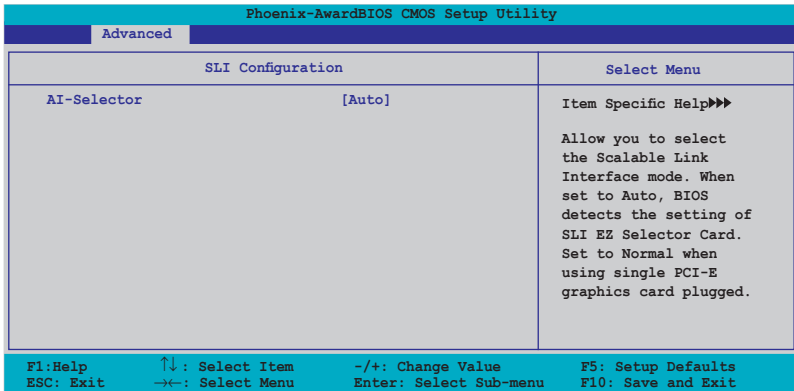 Phoenix-AwardBIOS CMOS Setup Utility
Advanced
SLI Configuration
Select Menu
AI-Selector [Auto]
Item Specific Help
Allow you to select
the Scalable Link
Interface mode. When
set to Auto, BIOS
detects the setting of
SLI EZ Selector Card.
Set to Normal when
using single PCI-E
graphics card plugged.
F1:Help ↑↓: Select Item -/+: Change Value F5: Setup Defaults
ESC: Exit →←: Select Menu Enter: Select Sub-menu F10: Save and Exit